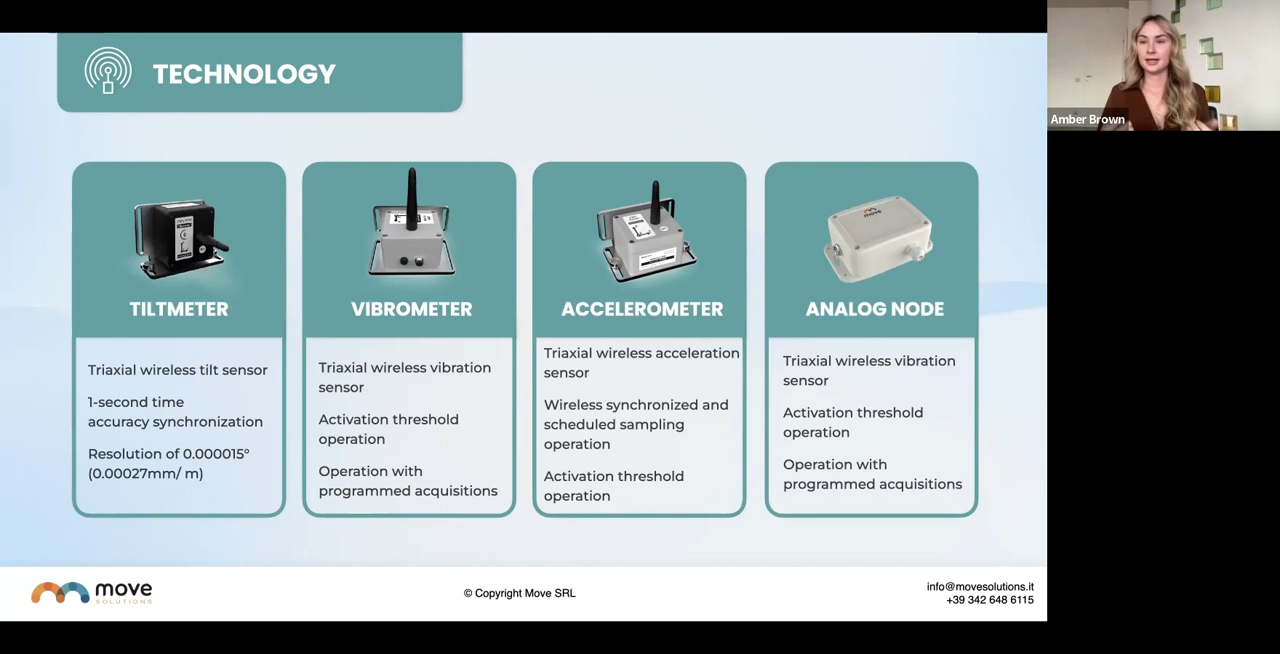 TECHNOLOGY
Amber Brown
move
TILTMETER
VIBROMETER
ACCELEROMETER
ANALOG NODE
Triaxial wireless tilt sensor
1-second time
accuracy synchronization
Resolution of 0.000015°
(0.00027mm/ m)
Triaxial wireless vibration
sensor
Activation threshold
operation
Operation with
programmed acquisitions
Triaxial wireless acceleration
sensor
Wireless synchronized and
scheduled sampling
operation
Activation threshold
operation
Triaxial wireless vibration
sensor
Activation threshold
operation
Operation with
programmed acquisitions
move
SOLUTIONS
© Copyright Move SRL
info@movesolutions.it
+39 342 648 6115